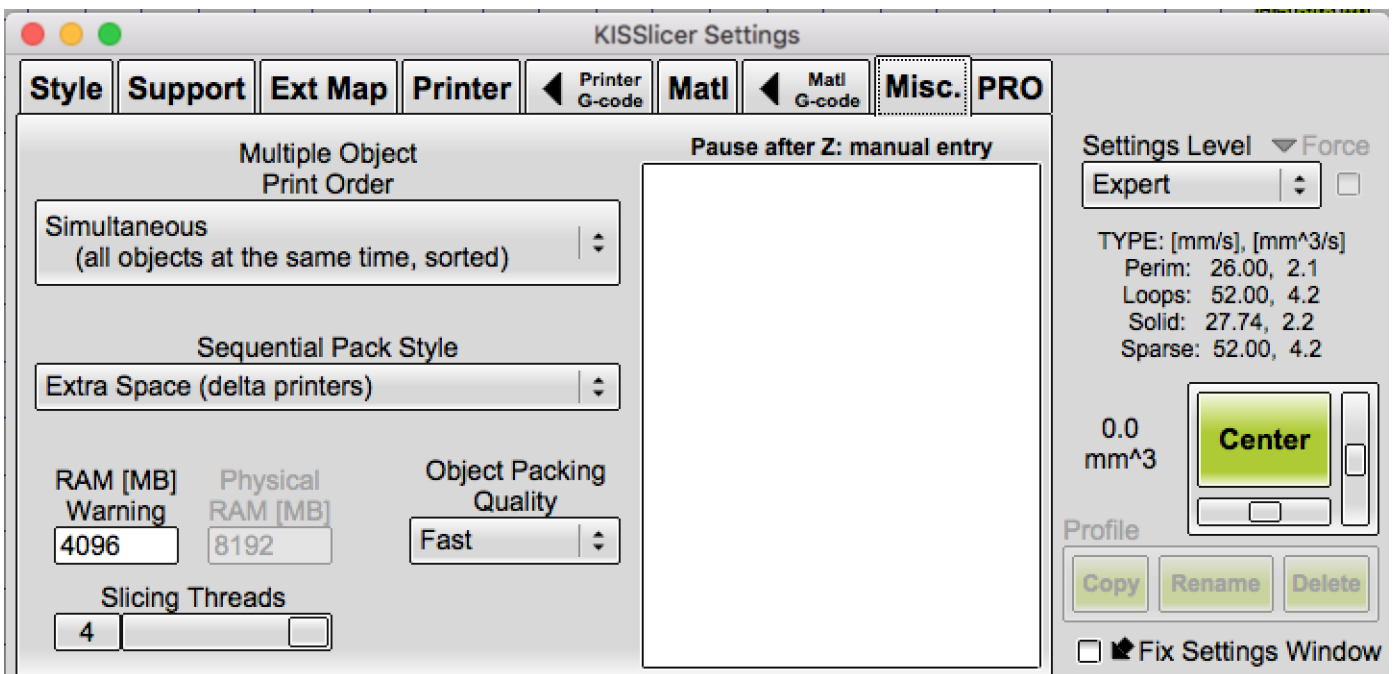 KISSlicer Settings
Style Support Ext Map Printer Printer G-code Matl Matl G-code Misc. PRO
Multiple Object
Print Order
Simultaneous
(all objects at the same time, sorted)
Sequential Pack Style
Extra Space (delta printers)
RAM [MB]
Warning
4096
Physical
RAM [MB]
8192
Object Packing
Quality
Fast
Slicing Threads
4
Pause after Z: manual entry
Settings Level Force
Expert
TYPE: [mm/s], [mm^3/s]
Perim: 26.00, 2.1
Loops: 52.00, 4.2
Solid: 27.74, 2.2
Sparse: 52.00, 4.2
0.0
mm^3
Center
Profile
Copy Rename Delete
Fix Settings Window